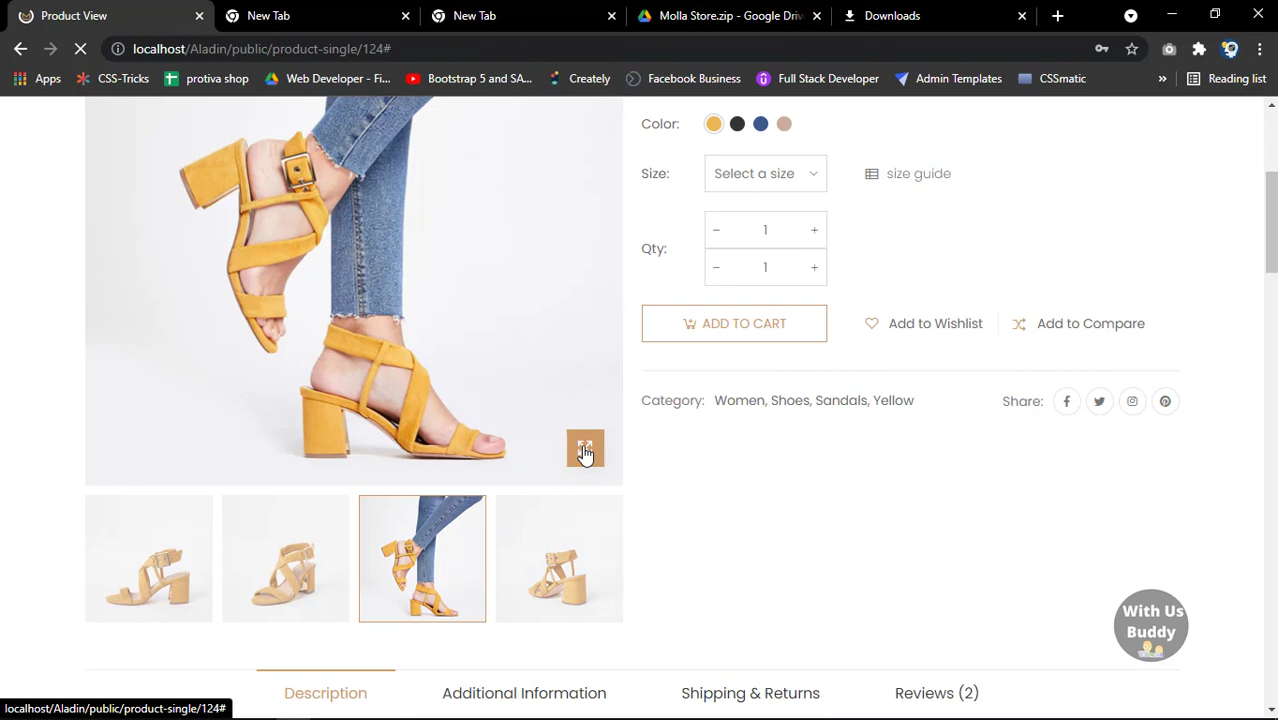 Product View
New Tab
New Tab
Molla Store.zip - Google Driv
Downloads
localhost/Aladin/public/product-single/124#
Apps
CSS-Tricks
protiva shop
Web Developer - Fi...
Bootstrap 5 and SA...
Creately
Facebook Business
Full Stack Developer
Admin Templates
CSSmatic
»
Reading list
Color:
Size:
Select a size
size guide
Qty:
− 1 +
− 1 +
ADD TO CART
Add to Wishlist
Add to Compare
Category: Women, Shoes, Sandals, Yellow
Share:
With Us
Buddy
Description
Additional Information
Shipping & Returns
Reviews (2)
localhost/Aladin/public/product-single/124#